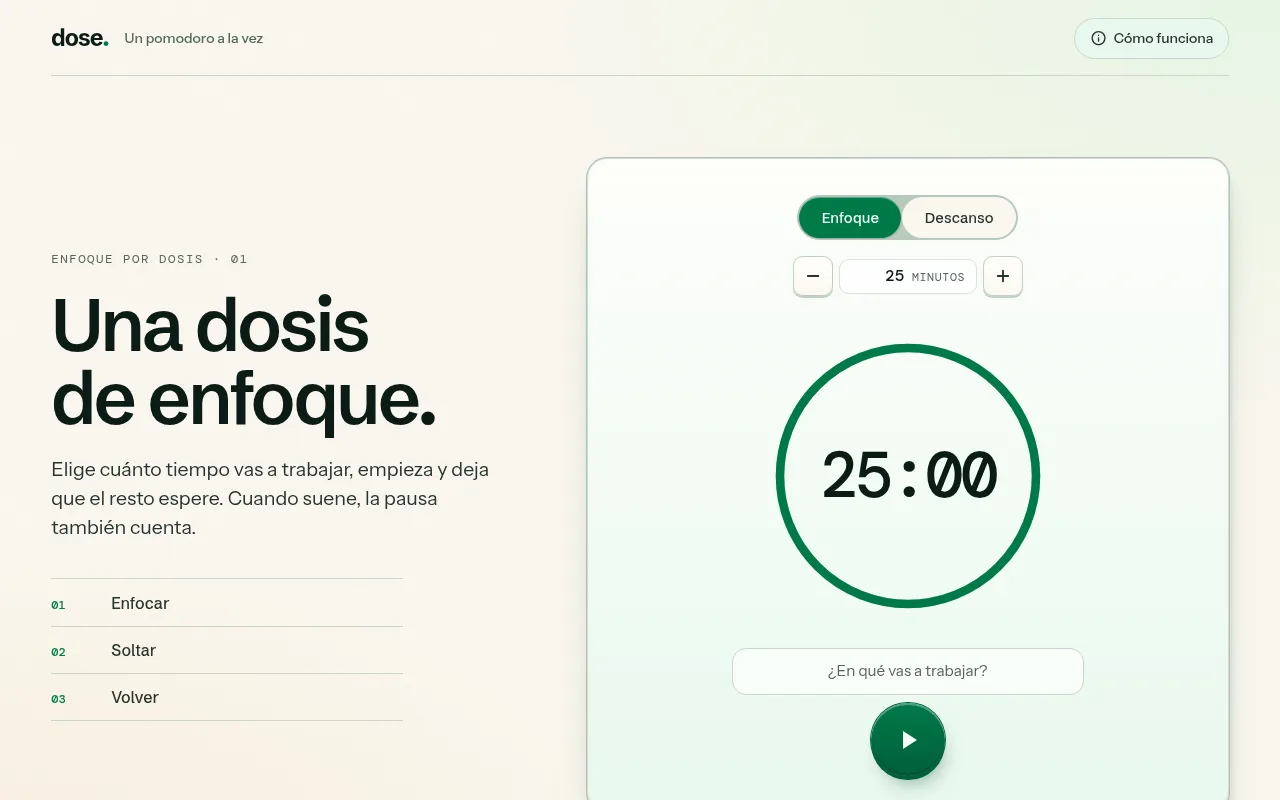 dose.
Un pomodoro a la vez
Cómo funciona
ENFOQUE POR DOSIS · 01
Una dosis
de enfoque.
Elige cuánto tiempo vas a trabajar, empieza y deja
que el resto espere. Cuando suene, la pausa
también cuenta.
01 Enfocar
02 Soltar
03 Volver
Enfoque
Descanso
25 MINUTOS
25:00
¿En qué vas a trabajar?